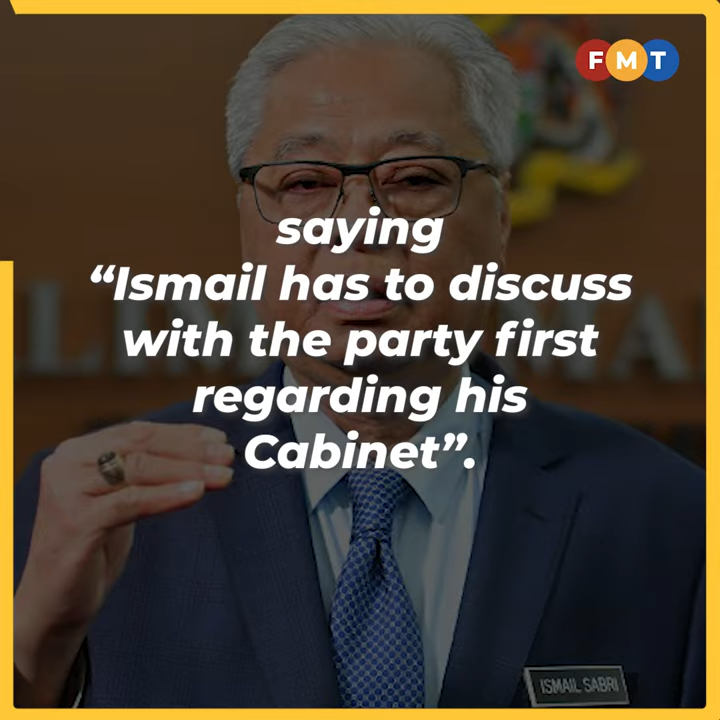 FMT
saying
“Ismail has to discuss
with the party first
regarding his
Cabinet”.
ISMAIL SABRI